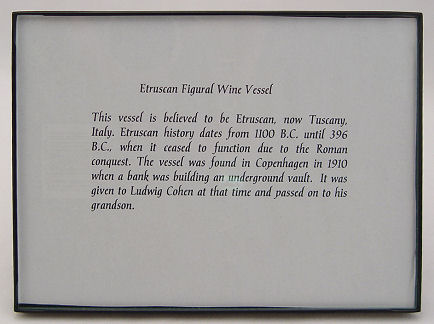 Etruscan Figural Wine Vessel
This vessel is believed to be Etruscan, now Tuscany,
Italy. Etruscan history dates from 1100 B.C. until 396
B.C., when it ceased to function due to the Roman
conquest. The vessel was found in Copenhagen in 1910
when a bank was building an underground vault. It was
given to Ludwig Cohen at that time and passed on to his
grandson.